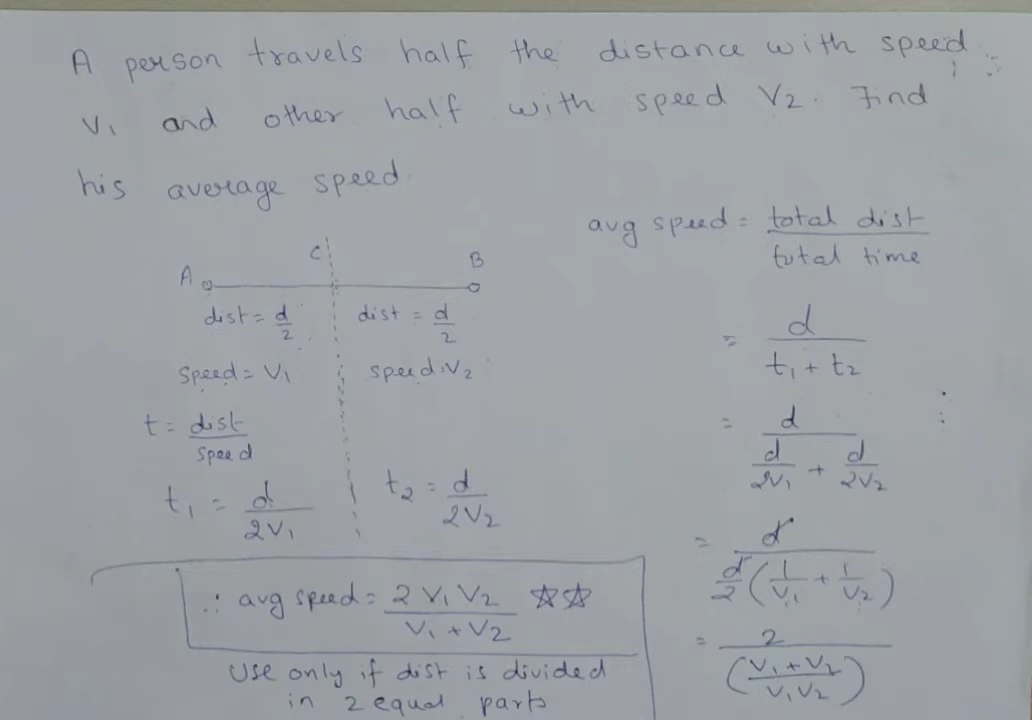 A person travels half the distance with speed
V₁ and other half with speed V₂. Find
his average speed.
A C B
dist = d/2 dist = d/2
speed = V₁ speed = V₂
t = dist/speed
t₁ = d/2V₁ t₂ = d/2V₂
∴ avg speed = 2V₁V₂/V₁+V₂ ☆☆
Use only if dist is divided
in 2 equal parts
avg speed = total dist/total time
= d/t₁+t₂
= d/(d/2V₁ + d/2V₂)
= d/(d/2(1/V₁ + 1/V₂))
= 2/((V₁+V₂)/V₁V₂)